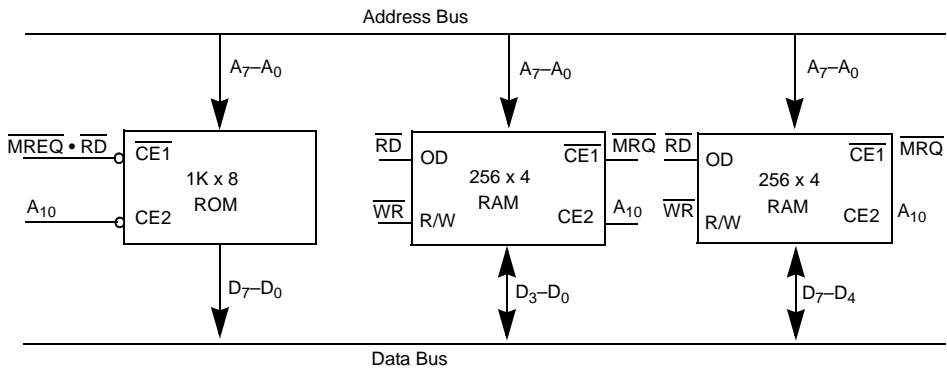 Address Bus
A7–A0
A7–A0
A7–A0
MREQ • RD
CE1
1K x 8
ROM
A10
CE2
D7–D0
RD
OD
CE1
MRQ
256 x 4
RAM
WR
R/W
CE2
A10
D3–D0
RD
OD
CE1
MRQ
256 x 4
RAM
WR
R/W
CE2
A10
D7–D4
Data Bus